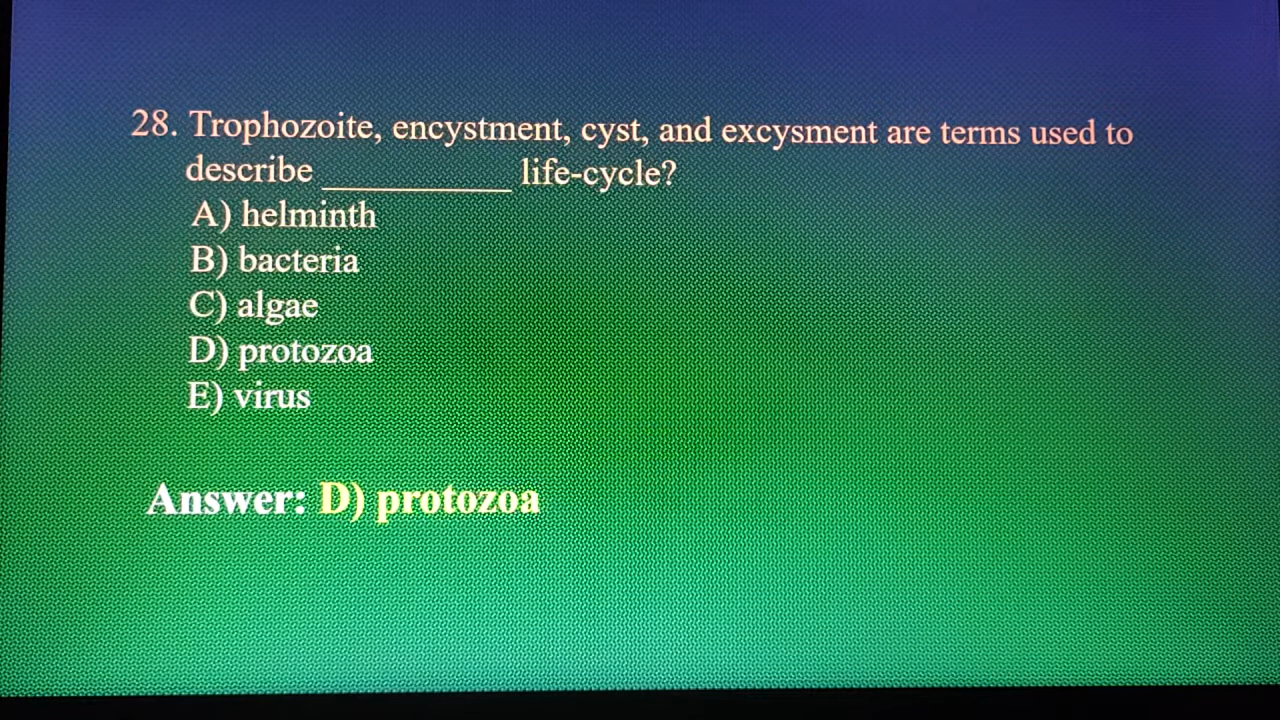 28. Trophozoite, encystment, cyst, and excysment are terms used to
describe __________ life-cycle?
A) helminth
B) bacteria
C) algae
D) protozoa
E) virus
Answer: D) protozoa